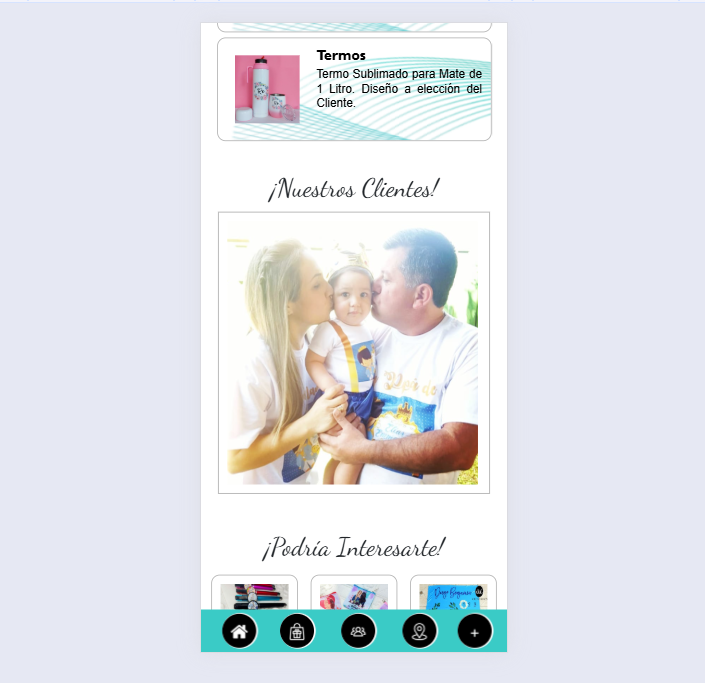 Termos
Termo Sublimado para Mate de
1 Litro. Diseño a elección del
Cliente.
¡Nuestros Clientes!
¡Podría Interesarte!
+